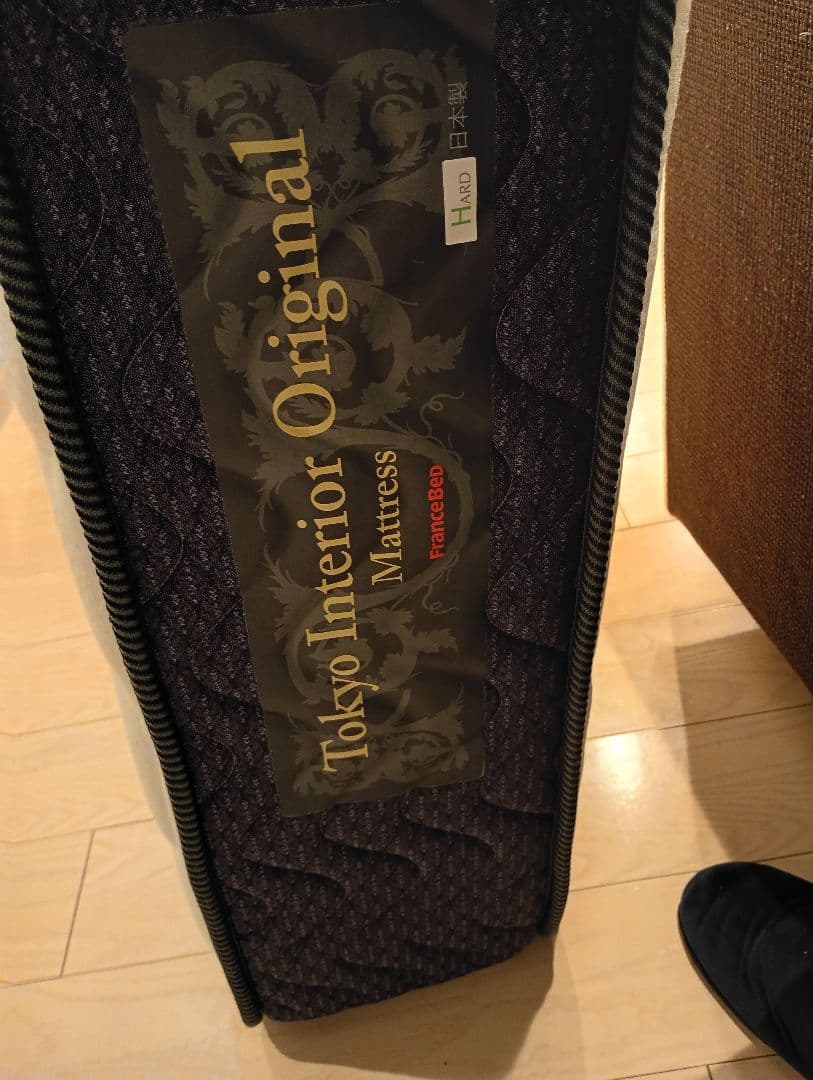 Tokyo Interior Original
Mattress
FranceBeD
HARD 日本製